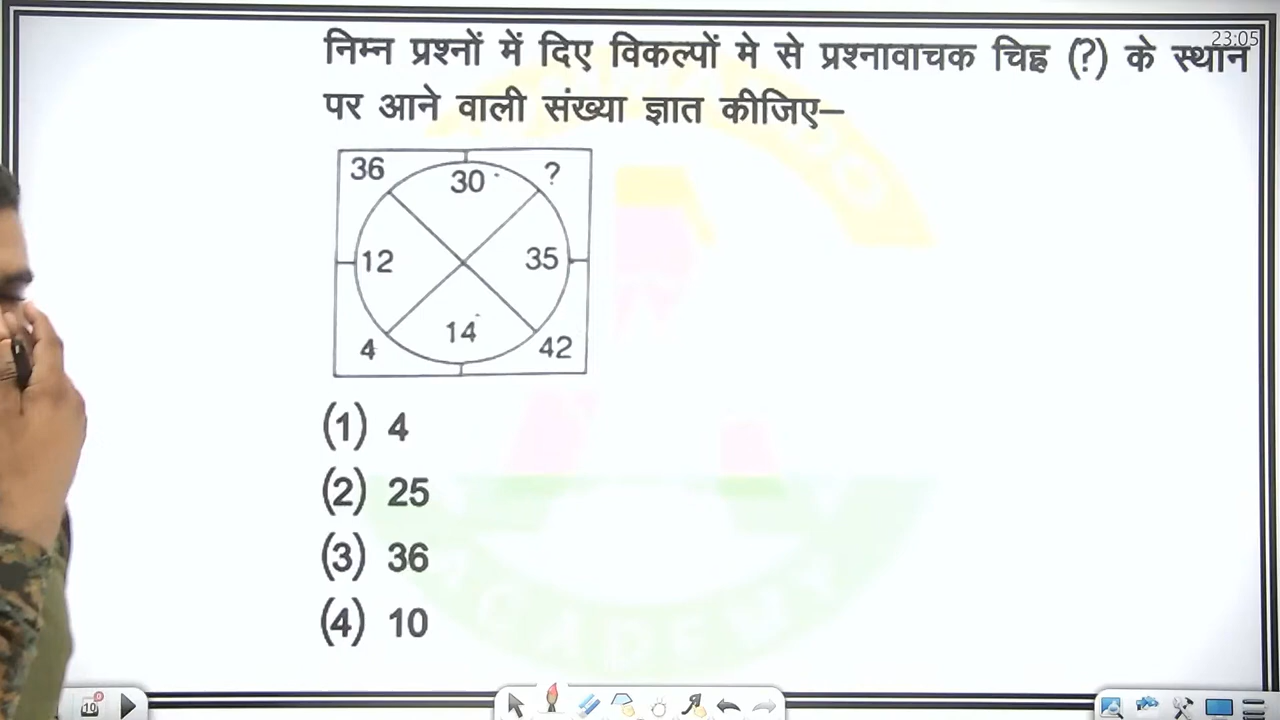 23:05
निम्न प्रश्नों में दिए विकल्पों मे से प्रश्नावाचक चिह्न (?) के स्थान
पर आने वाली संख्या ज्ञात कीजिए–
36 30 ?
12 35
4 14 42
(1) 4
(2) 25
(3) 36
(4) 10
10